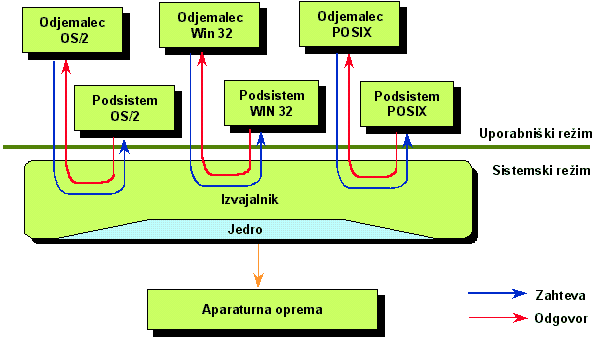 Odjemalec
OS/2
Odjemalec
Win 32
Odjemalec
POSIX
Podsistem
OS/2
Podsistem
WIN 32
Podsistem
POSIX
Uporabniški režim
Sistemski režim
Izvajalnik
Jedro
Aparaturna oprema
Zahteva
Odgovor